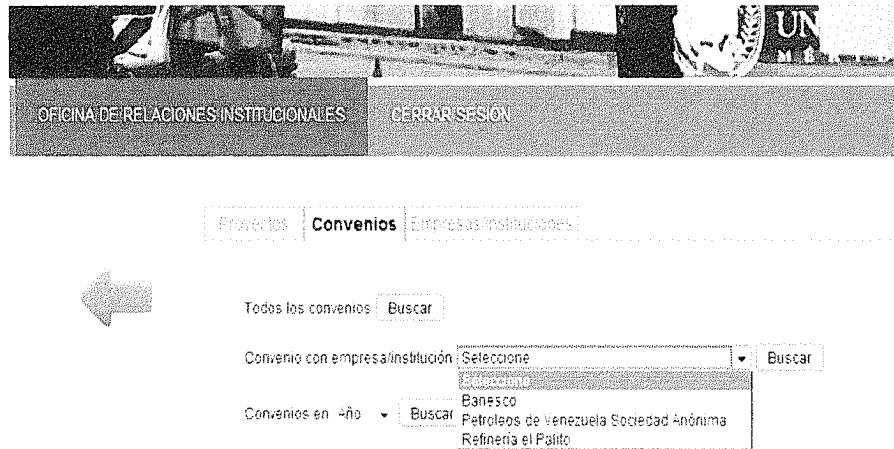 UN
OFICINA DE RELACIONES INSTITUCIONALES CERRAR SESIÓN
Proyectos Convenios Empresas/Instituciones
Todos los convenios Buscar
Convenio con empresa/institución Seleccione Buscar
Seleccione
Banesco
Convenios en Año Buscar
Petroleos de Venezuela Sociedad Anónima
Refinería el Palito